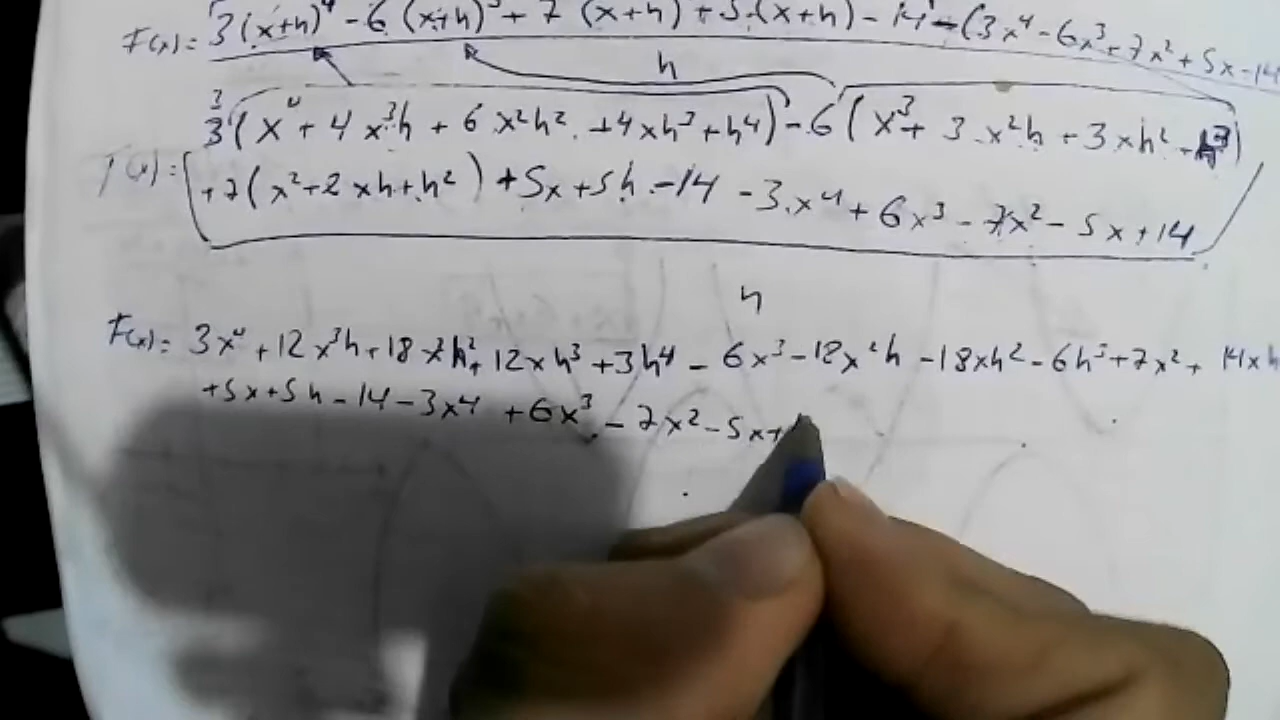 F(x)= 3(x+h)⁴ - 6(x+h)³ + 7(x+h) + 5(x+h) - 14 - (3x⁴ - 6x³ + 7x² + 5x - 14
h
3
3(x⁴ + 4x³h + 6x²h² + 4xh³ + h⁴) - 6(x³ + 3x²h + 3xh² + h³)
F(x)= + 7(x² + 2xh + h²) + 5x + 5h - 14 - 3x⁴ + 6x³ - 7x² - 5x + 14
h
F(x)= 3x⁴ + 12x³h + 18x²h² + 12xh³ + 3h⁴ - 6x³ - 18x²h - 18xh² - 6h³ + 7x² + 14xh
+5x+5h - 14 - 3x⁴ + 6x³ - 7x² - 5x+